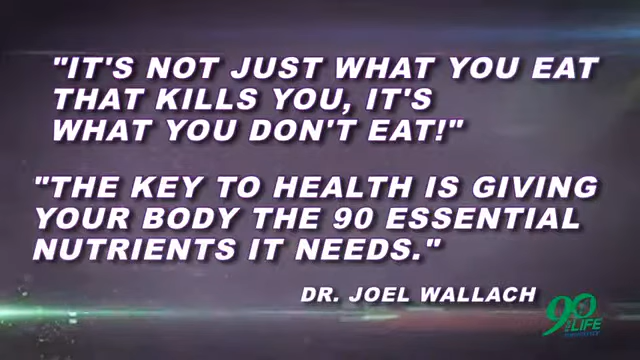 "IT'S NOT JUST WHAT YOU EAT
THAT KILLS YOU, IT'S
WHAT YOU DON'T EAT!"
"THE KEY TO HEALTH IS GIVING
YOUR BODY THE 90 ESSENTIAL
NUTRIENTS IT NEEDS."
DR. JOEL WALLACH
90
FOR LIFE